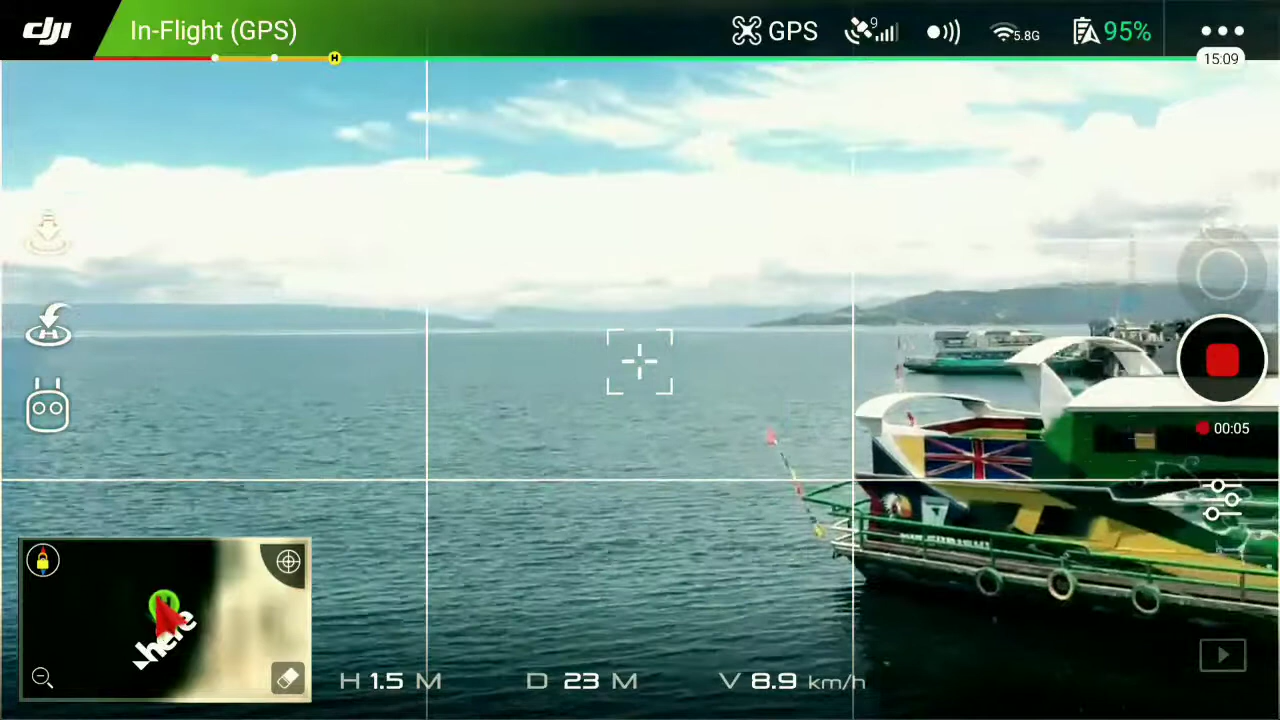 dji In-Flight (GPS) GPS 9 5.8G 95%
H
15:09
00:05
H
here
H 1.5 M D 23 M V 8.9 km/h